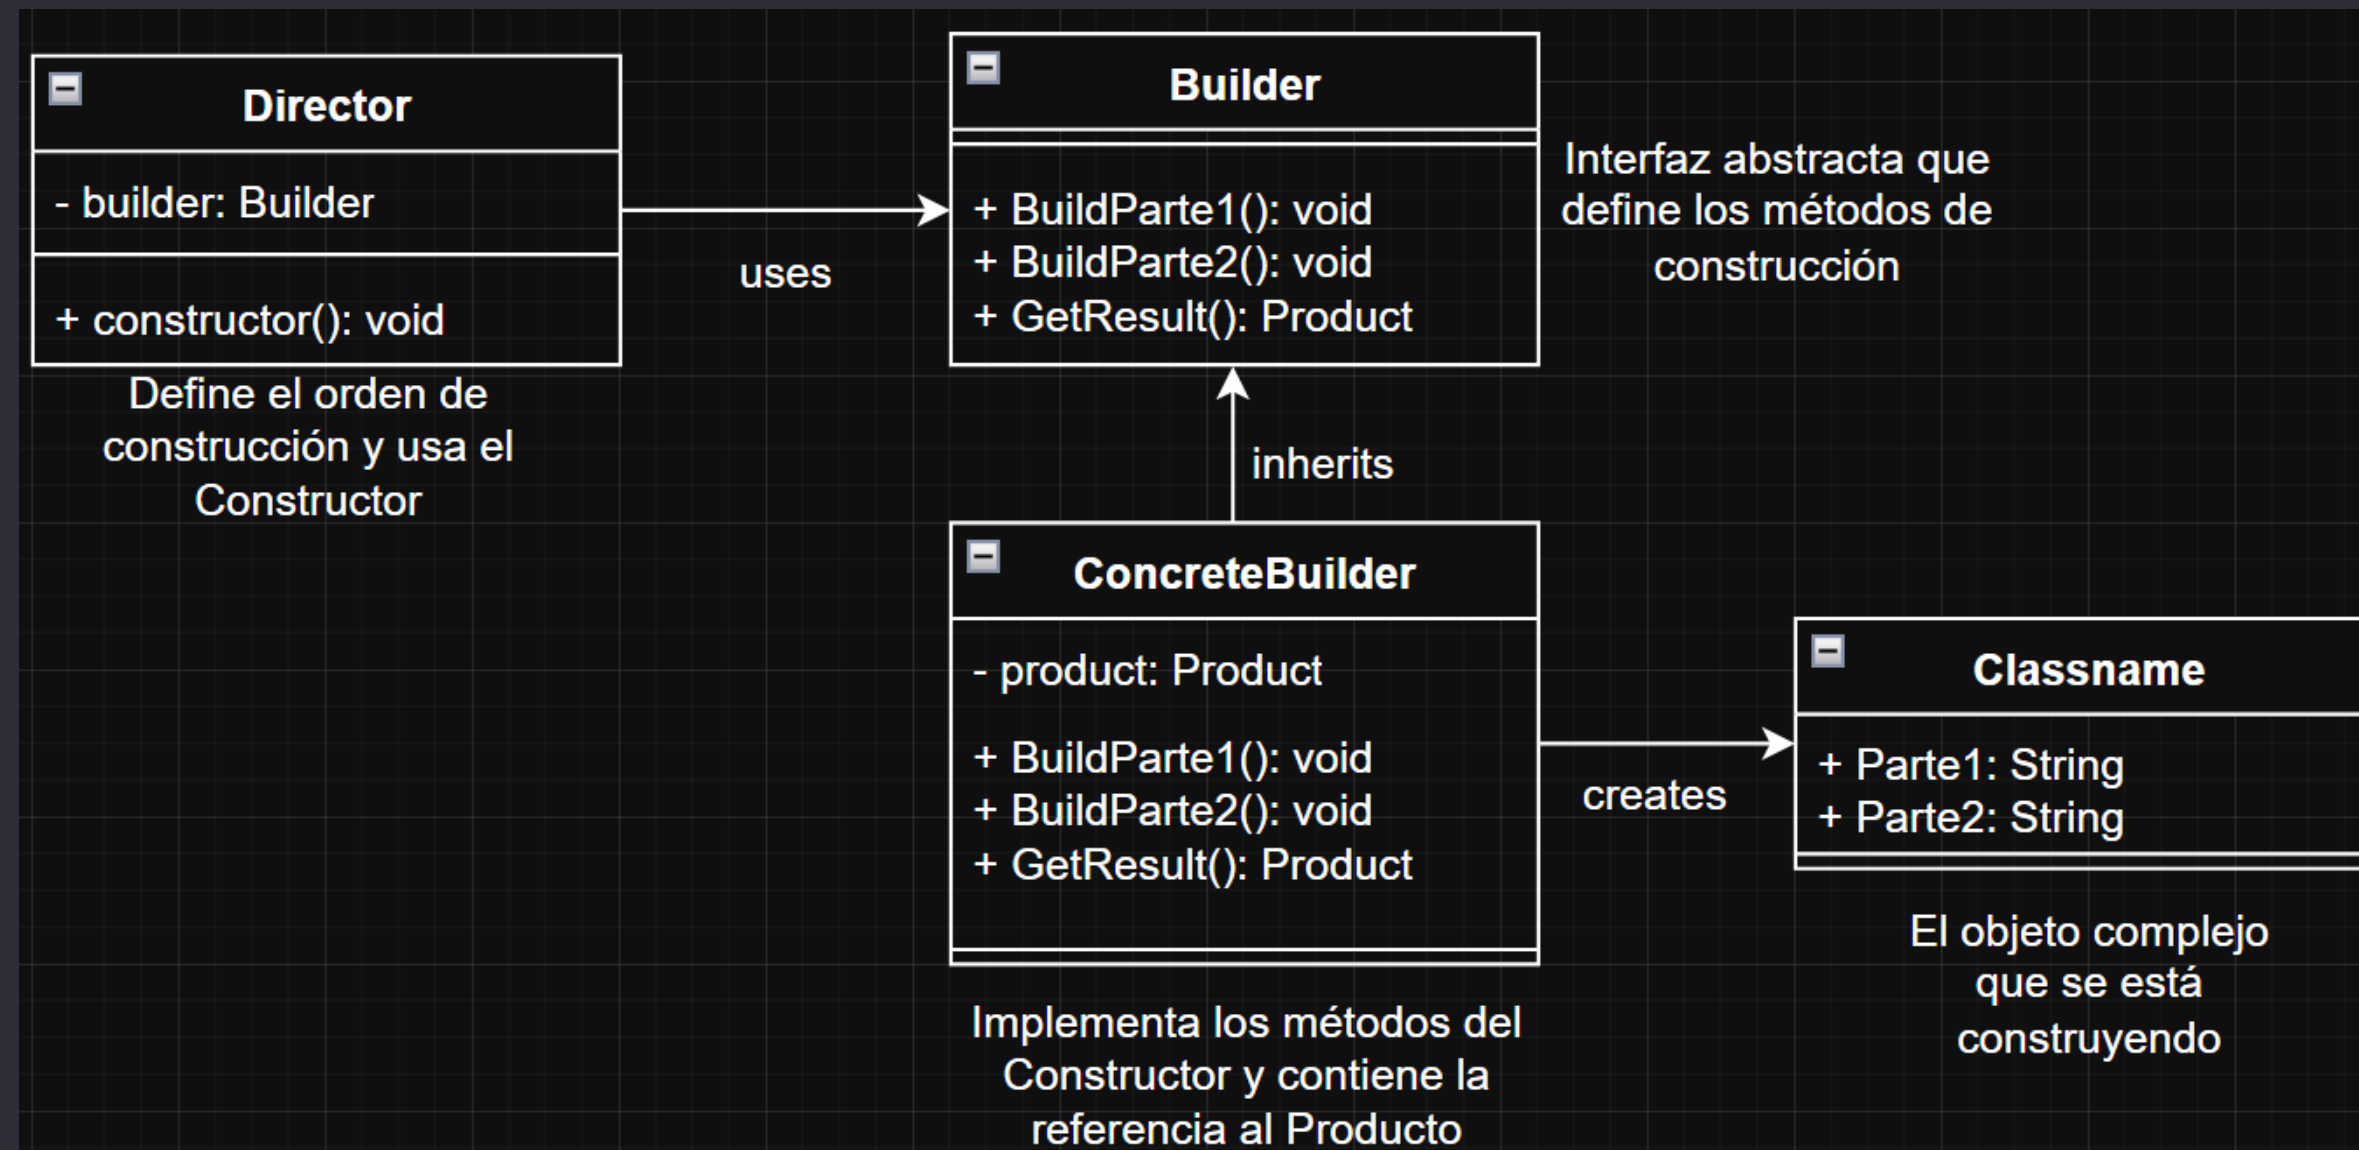 Director
- builder: Builder
+ constructor(): void
Define el orden de
construcción y usa el
Constructor
uses
Builder
+ BuildParte1(): void
+ BuildParte2(): void
+ GetResult(): Product
Interfaz abstracta que
define los métodos de
construcción
inherits
ConcreteBuilder
- product: Product
+ BuildParte1(): void
+ BuildParte2(): void
+ GetResult(): Product
Implementa los métodos del
Constructor y contiene la
referencia al Producto
creates
Classname
+ Parte1: String
+ Parte2: String
El objeto complejo
que se está
construyendo